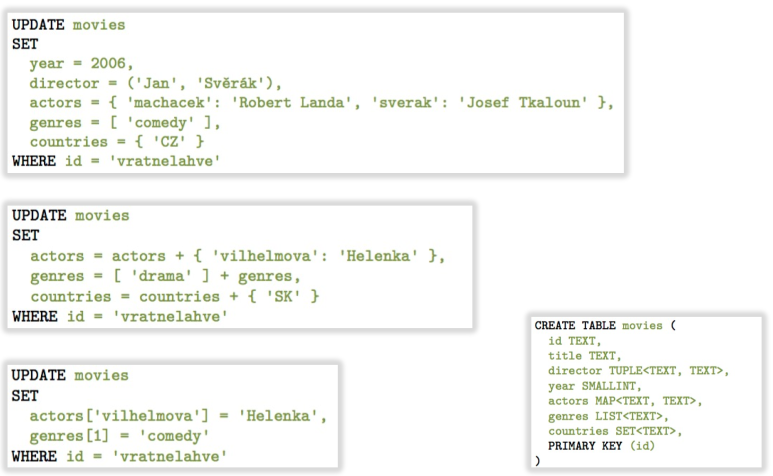 UPDATE movies
SET
  year = 2006,
  director = ('Jan', 'Svěrák'),
  actors = { 'machacek': 'Robert Landa', 'sverak': 'Josef Tkaloun' },
  genres = [ 'comedy' ],
  countries = { 'CZ' }
WHERE id = 'vratnelahve'
UPDATE movies
SET
  actors = actors + { 'vilhelmova': 'Helenka' },
  genres = [ 'drama' ] + genres,
  countries = countries + { 'SK' }
WHERE id = 'vratnelahve'
UPDATE movies
SET
  actors['vilhelmova'] = 'Helenka',
  genres[1] = 'comedy'
WHERE id = 'vratnelahve'
CREATE TABLE movies (
  id TEXT,
  title TEXT,
  director TUPLE<TEXT, TEXT>,
  year SMALLINT,
  actors MAP<TEXT, TEXT>,
  genres LIST<TEXT>,
  countries SET<TEXT>,
  PRIMARY KEY (id)
)